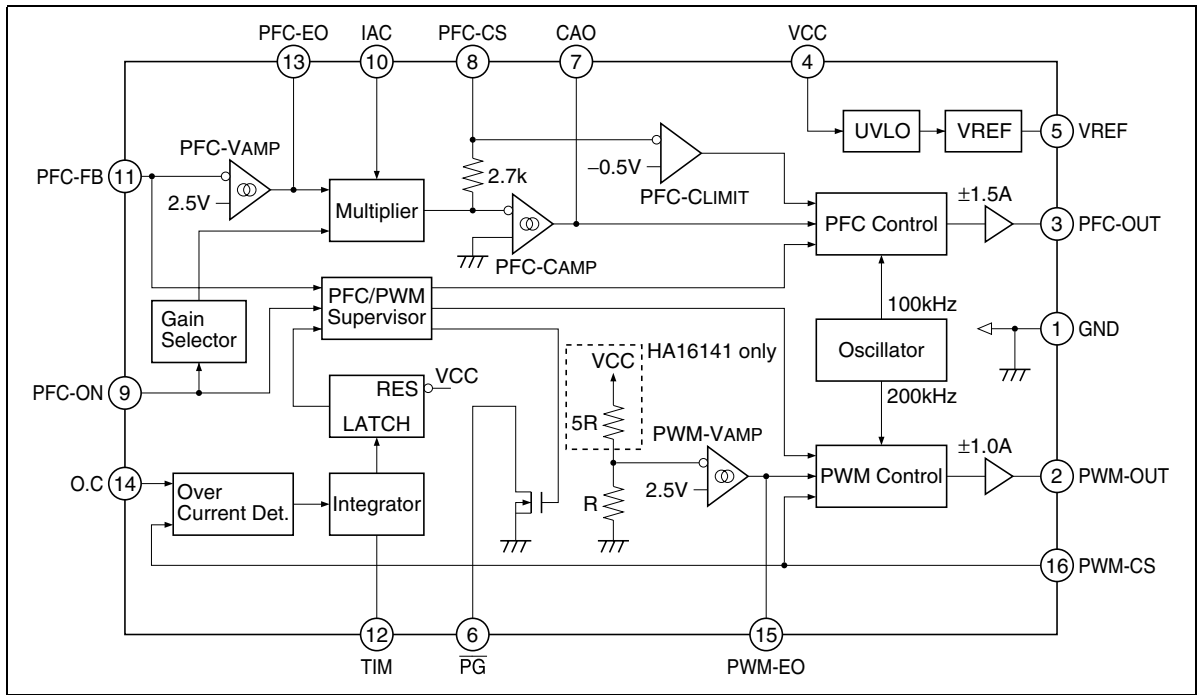 PFC-EO
IAC
PFC-CS
CAO
VCC
13
10
8
7
4
UVLO
VREF
5
VREF
PFC-VAMP
PFC-FB
11
2.5V
2.7k
−0.5V
PFC-CLIMIT
Multiplier
PFC-CAMP
PFC Control
±1.5A
3
PFC-OUT
PFC/PWM
Supervisor
Gain
Selector
100kHz
Oscillator
200kHz
1
GND
HA16141 only
VCC
5R
PFC-ON
9
RES
VCC
LATCH
PWM-VAMP
2.5V
R
PWM Control
±1.0A
2
PWM-OUT
O.C
14
Over
Current Det.
Integrator
16
PWM-CS
12
6
15
TIM
PG
PWM-EO